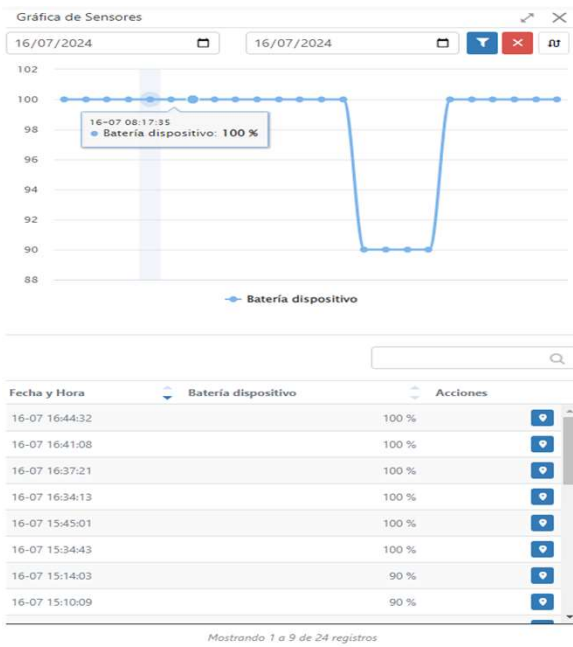 Gráfica de Sensores
16/07/2024 16/07/2024
102
100
98
96
94
92
90
88
16-07 08:17:35
Batería dispositivo: 100 %
Batería dispositivo
Fecha y Hora Batería dispositivo Acciones
16-07 16:44:32 100 %
16-07 16:41:08 100 %
16-07 16:37:21 100 %
16-07 16:34:13 100 %
16-07 15:45:01 100 %
16-07 15:34:43 100 %
16-07 15:14:03 90 %
16-07 15:10:09 90 %
Mostrando 1 a 9 de 24 registros